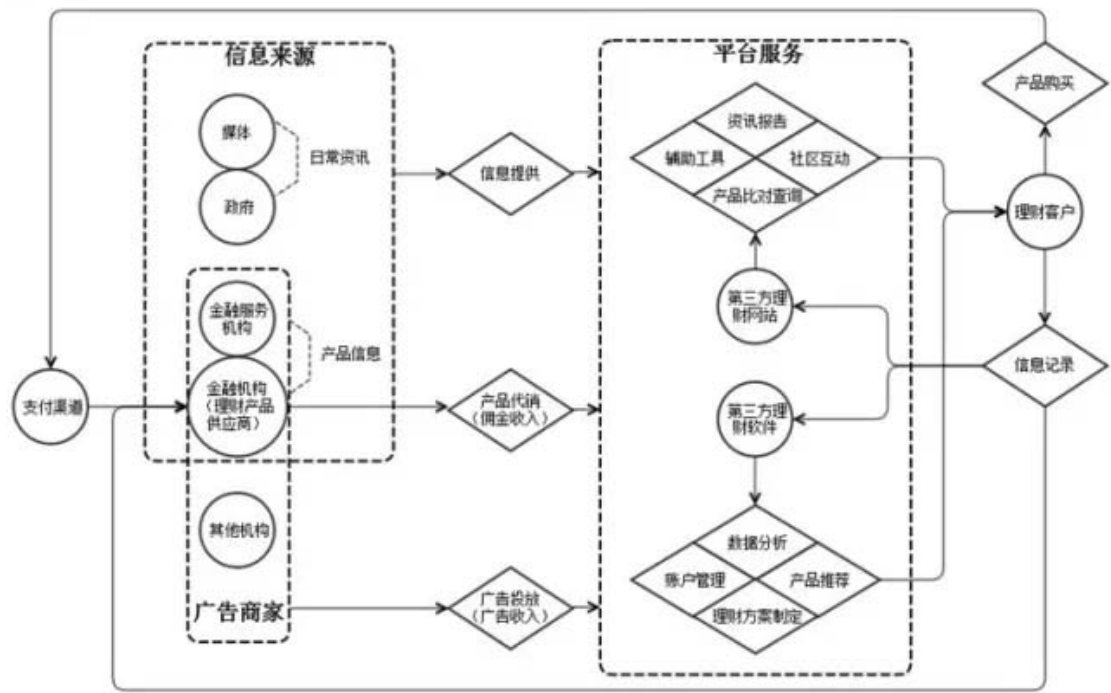 信息来源
平台服务
产品购买
媒体
日常资讯
政府
信息提供
资讯报告
辅助工具
社区互动
产品比对查询
理财客户
金融服务
机构
产品信息
第三方理
财网站
信息记录
支付渠道
金融机构
（理财产品
供应商）
产品代销
（佣金收入）
第三方理
财软件
其他机构
数据分析
账户管理
产品推荐
理财方案制定
广告商家
广告投放
（广告收入）